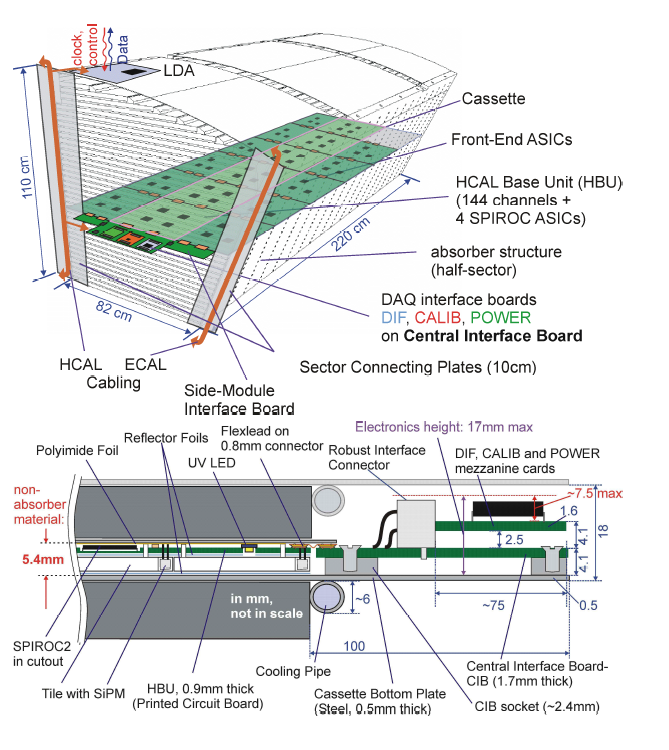 clock,
control
Data
LDA
110 cm
Cassette
Front-End ASICs
HCAL Base Unit (HBU)
(144 channels +
4 SPIROC ASICs)
220 cm
absorber structure
(half-sector)
DAQ interface boards
DIF, CALIB, POWER
on Central Interface Board
82 cm
HCAL ECAL
Cabling
Sector Connecting Plates (10cm)
Side-Module
Interface Board
Electronics height: 17mm max
Polyimide Foil
Reflector Foils
UV LED
Flexlead on
0.8mm connector
Robust Interface
Connector
DIF, CALIB and POWER
mezzanine cards
non-
absorber
material:
5.4mm
~7.5 max
1.6
2.5
4.1
4.1
18
in mm,
not in scale
~6
~75
0.5
100
SPIROC2
in cutout
Tile with SiPM
HBU, 0.9mm thick
(Printed Circuit Board)
Cooling Pipe
Cassette Bottom Plate
(Steel, 0.5mm thick)
Central Interface Board-
CIB (1.7mm thick)
CIB socket (~2.4mm)